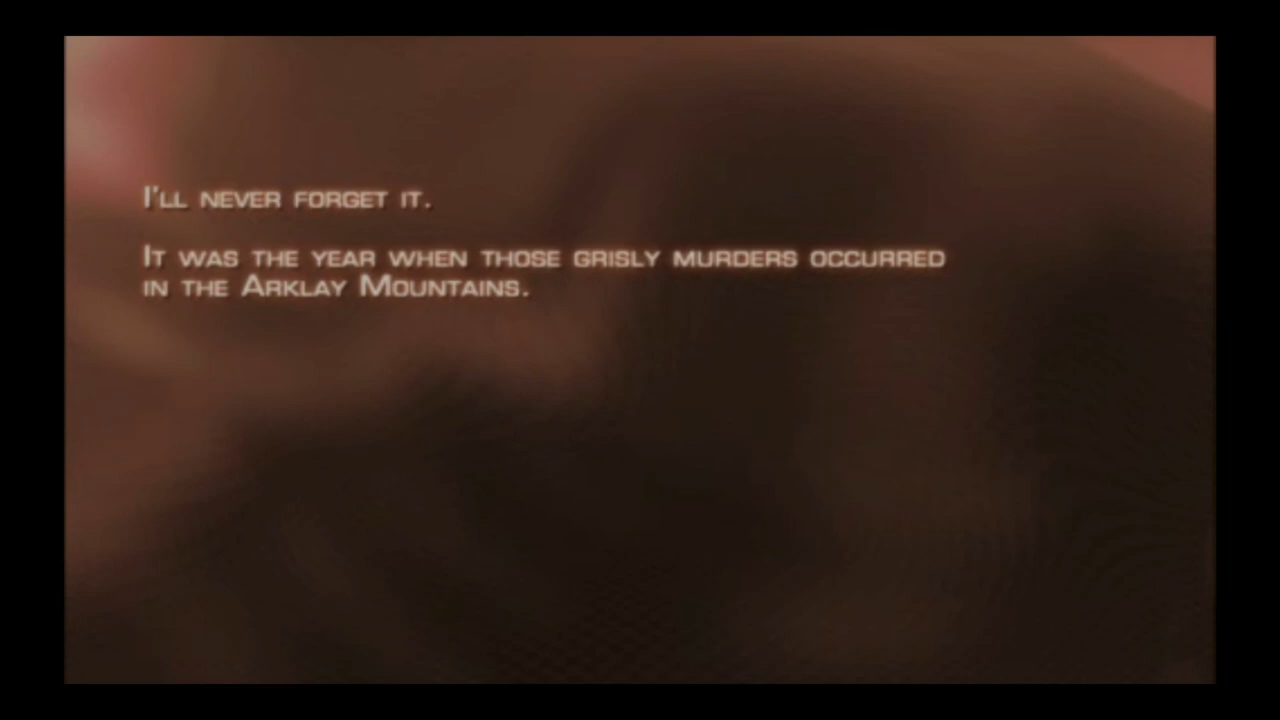 I'll never forget it.
It was the year when those grisly murders occurred
in the Arklay Mountains.